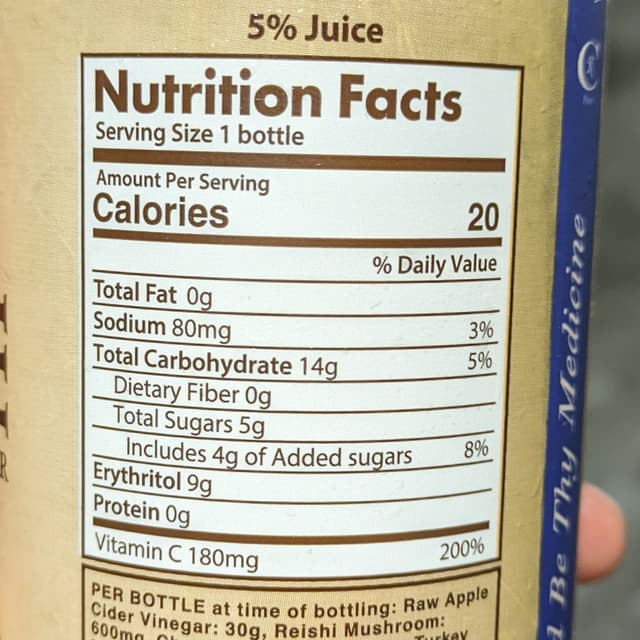 5% Juice
Nutrition Facts
Serving Size 1 bottle
Amount Per Serving
Calories 20
% Daily Value
Total Fat 0g
Sodium 80mg 3%
Total Carbohydrate 14g 5%
Dietary Fiber 0g
Total Sugars 5g
Includes 4g of Added sugars 8%
Erythritol 9g
Protein 0g
Vitamin C 180mg 200%
PER BOTTLE at time of bottling: Raw Apple
Cider Vinegar: 30g, Reishi Mushroom:
600mg, Turkey
Be Thy Medicine